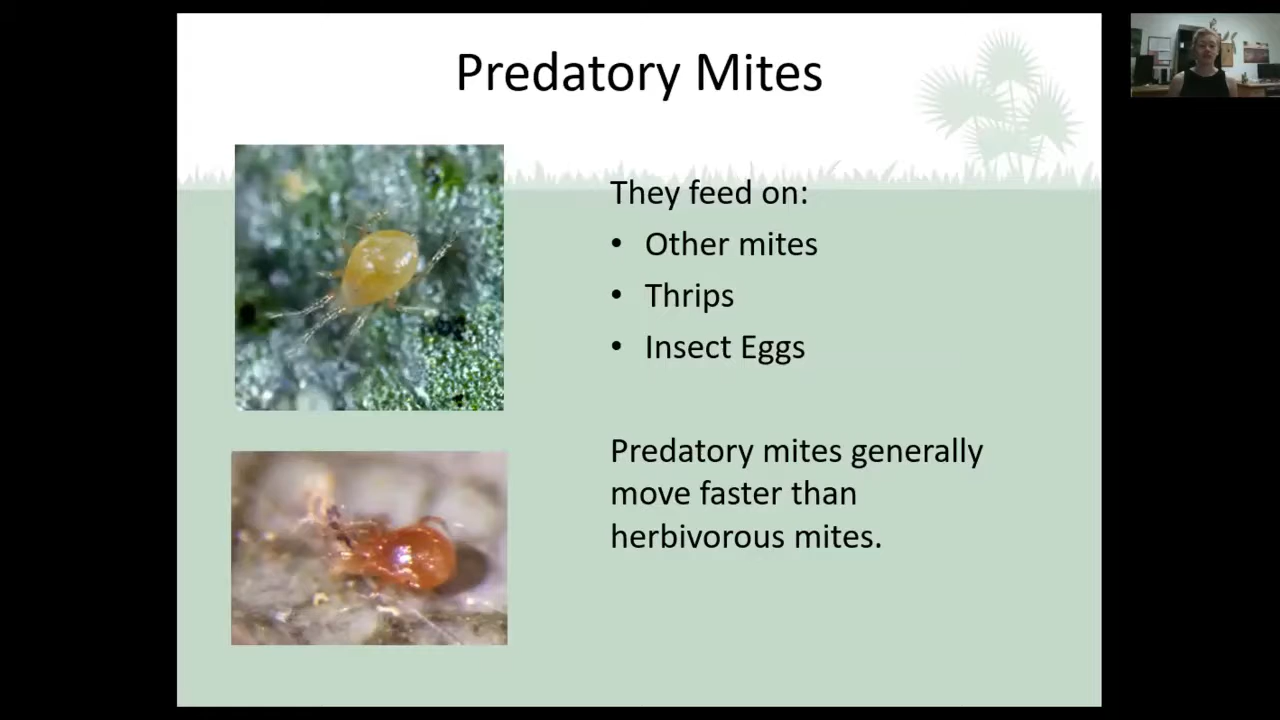 Predatory Mites
They feed on:
• Other mites
• Thrips
• Insect Eggs
Predatory mites generally
move faster than
herbivorous mites.